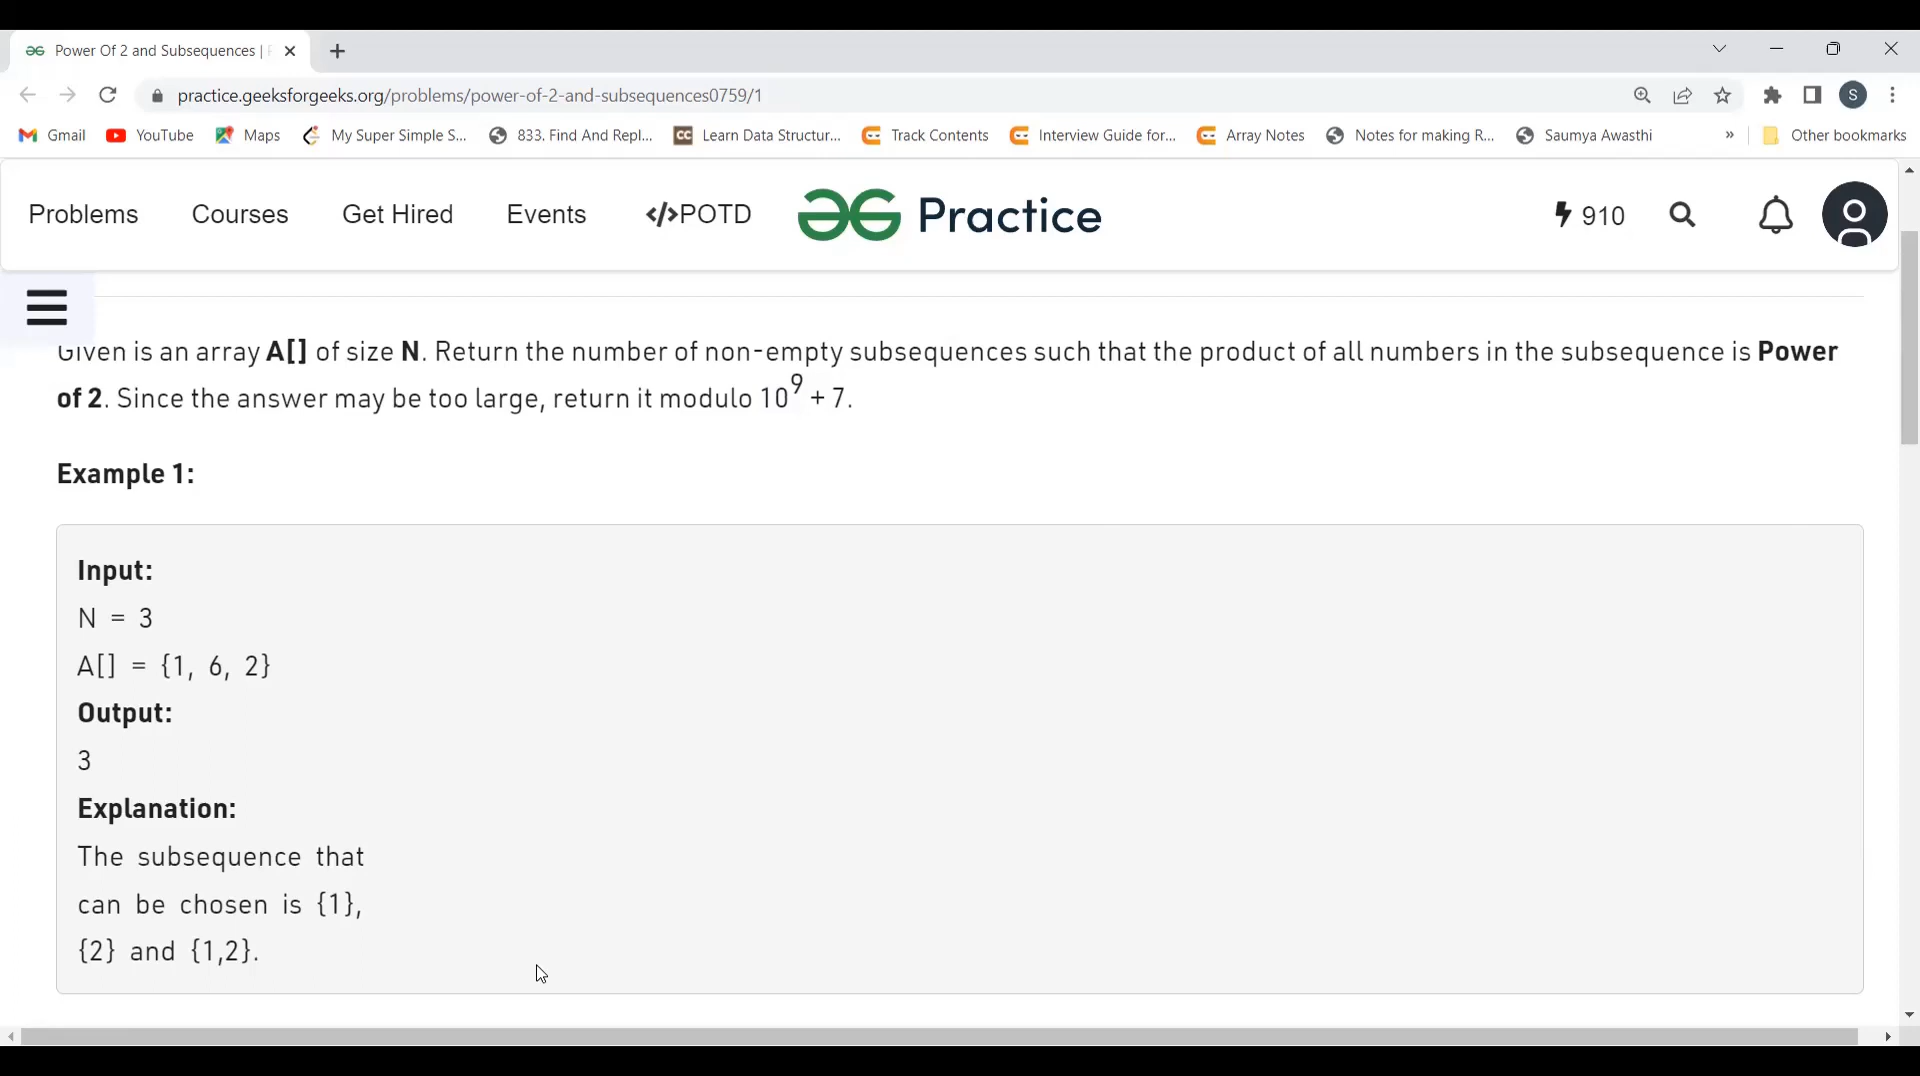 Power Of 2 and Subsequences |
practice.geeksforgeeks.org/problems/power-of-2-and-subsequences0759/1
S
Gmail YouTube Maps My Super Simple S... 833. Find And Repl... Learn Data Structur... Track Contents Interview Guide for... Array Notes Notes for making R... Saumya Awasthi » Other bookmarks
Problems Courses Get Hired Events </>POTD Practice 910
Given is an array A[] of size N. Return the number of non-empty subsequences such that the product of all numbers in the subsequence is Power
of 2. Since the answer may be too large, return it modulo 10⁹ + 7.
Example 1:
Input:
N = 3
A[] = {1, 6, 2}
Output:
3
Explanation:
The subsequence that
can be chosen is {1},
{2} and {1,2}.